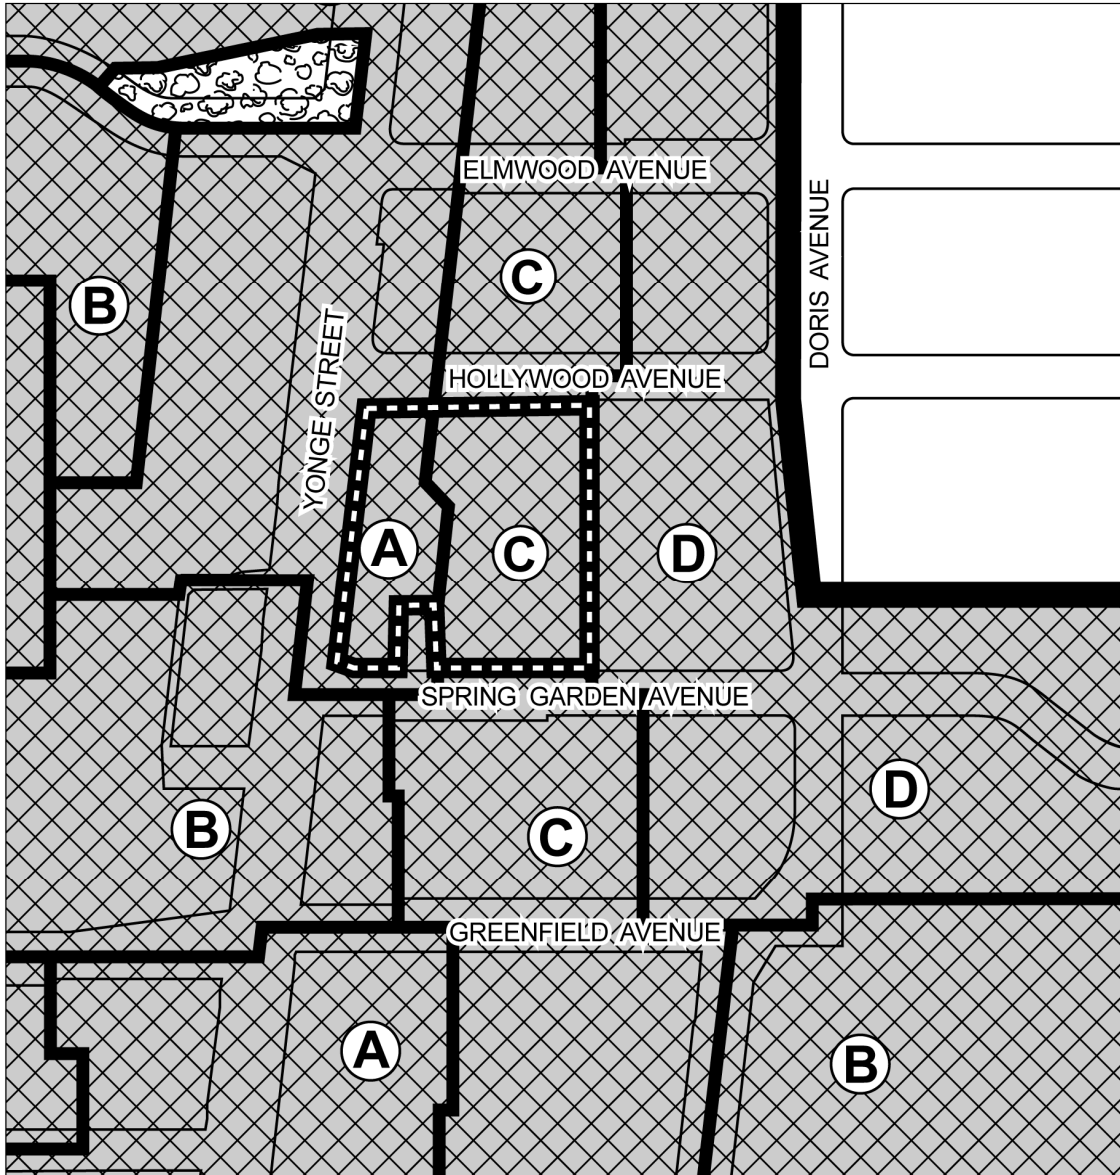 ELMWOOD AVENUE
DORIS AVENUE
C
B
YONGE STREET
HOLLYWOOD AVENUE
A
C
D
SPRING GARDEN AVENUE
B
C
D
GREENFIELD AVENUE
A
B